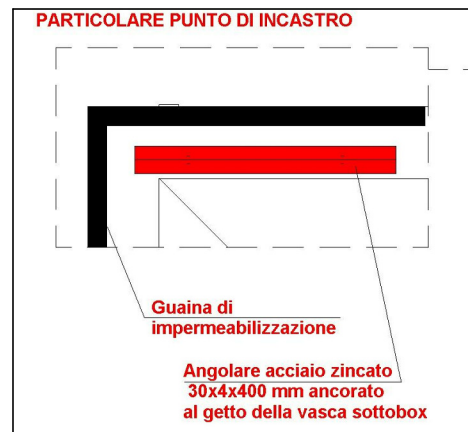 PARTICOLARE PUNTO DI INCASTRO
Guaina di
impermeabilizzazione
Angolare acciaio zincato
30x4x400 mm ancorato
al getto della vasca sottobox